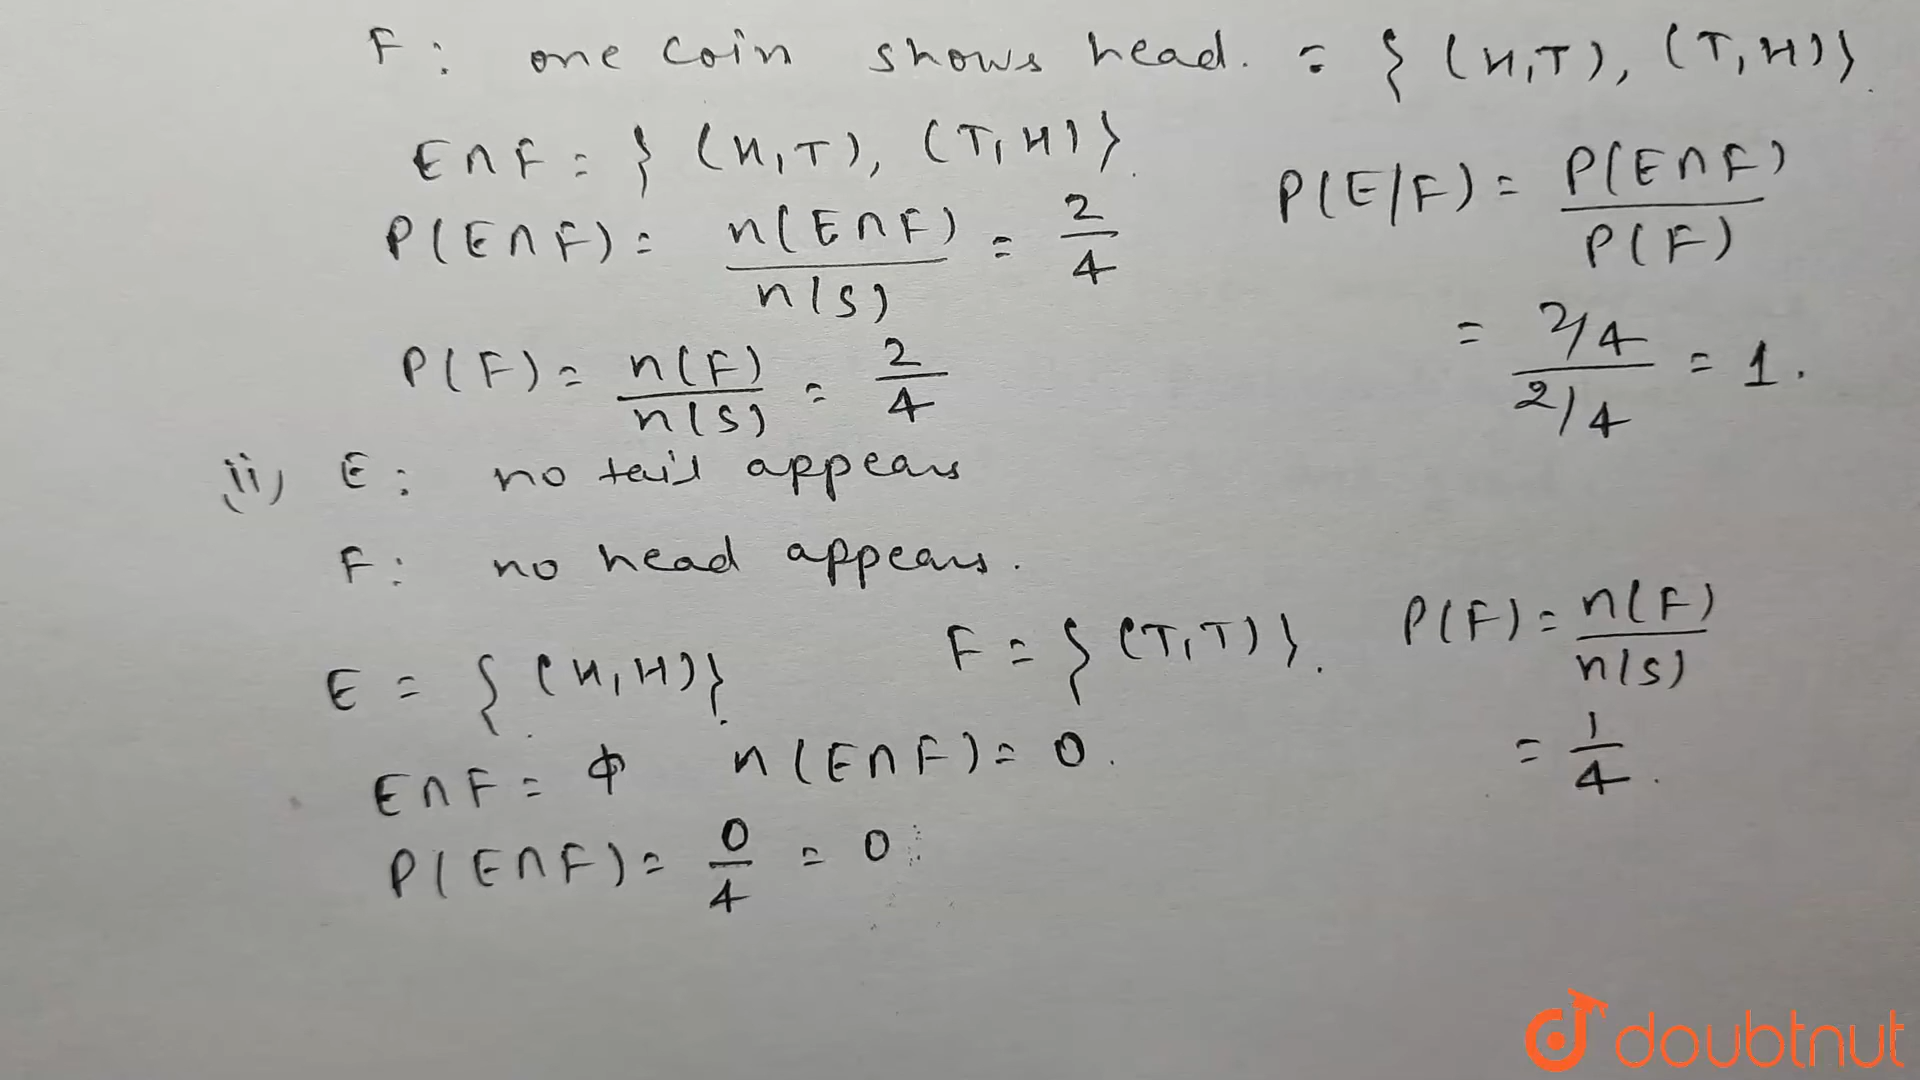 F : one coin shows head. = { (H,T), (T,H)}
E∩F = { (H,T), (T,H)}
P(E∩F) = n(E∩F)/n(S) = 2/4
P(E/F) = P(E∩F)/P(F)
= 2/4 / 2/4 = 1.
P(F) = n(F)/n(S) = 2/4
(ii) E : no tail appears
F : no head appears.
E = { (H,H)}
F = { (T,T)}.
P(F) = n(F)/n(S)
= 1/4.
E∩F = ϕ n(E∩F) = 0.
P(E∩F) = 0/4 = 0
doubtnut